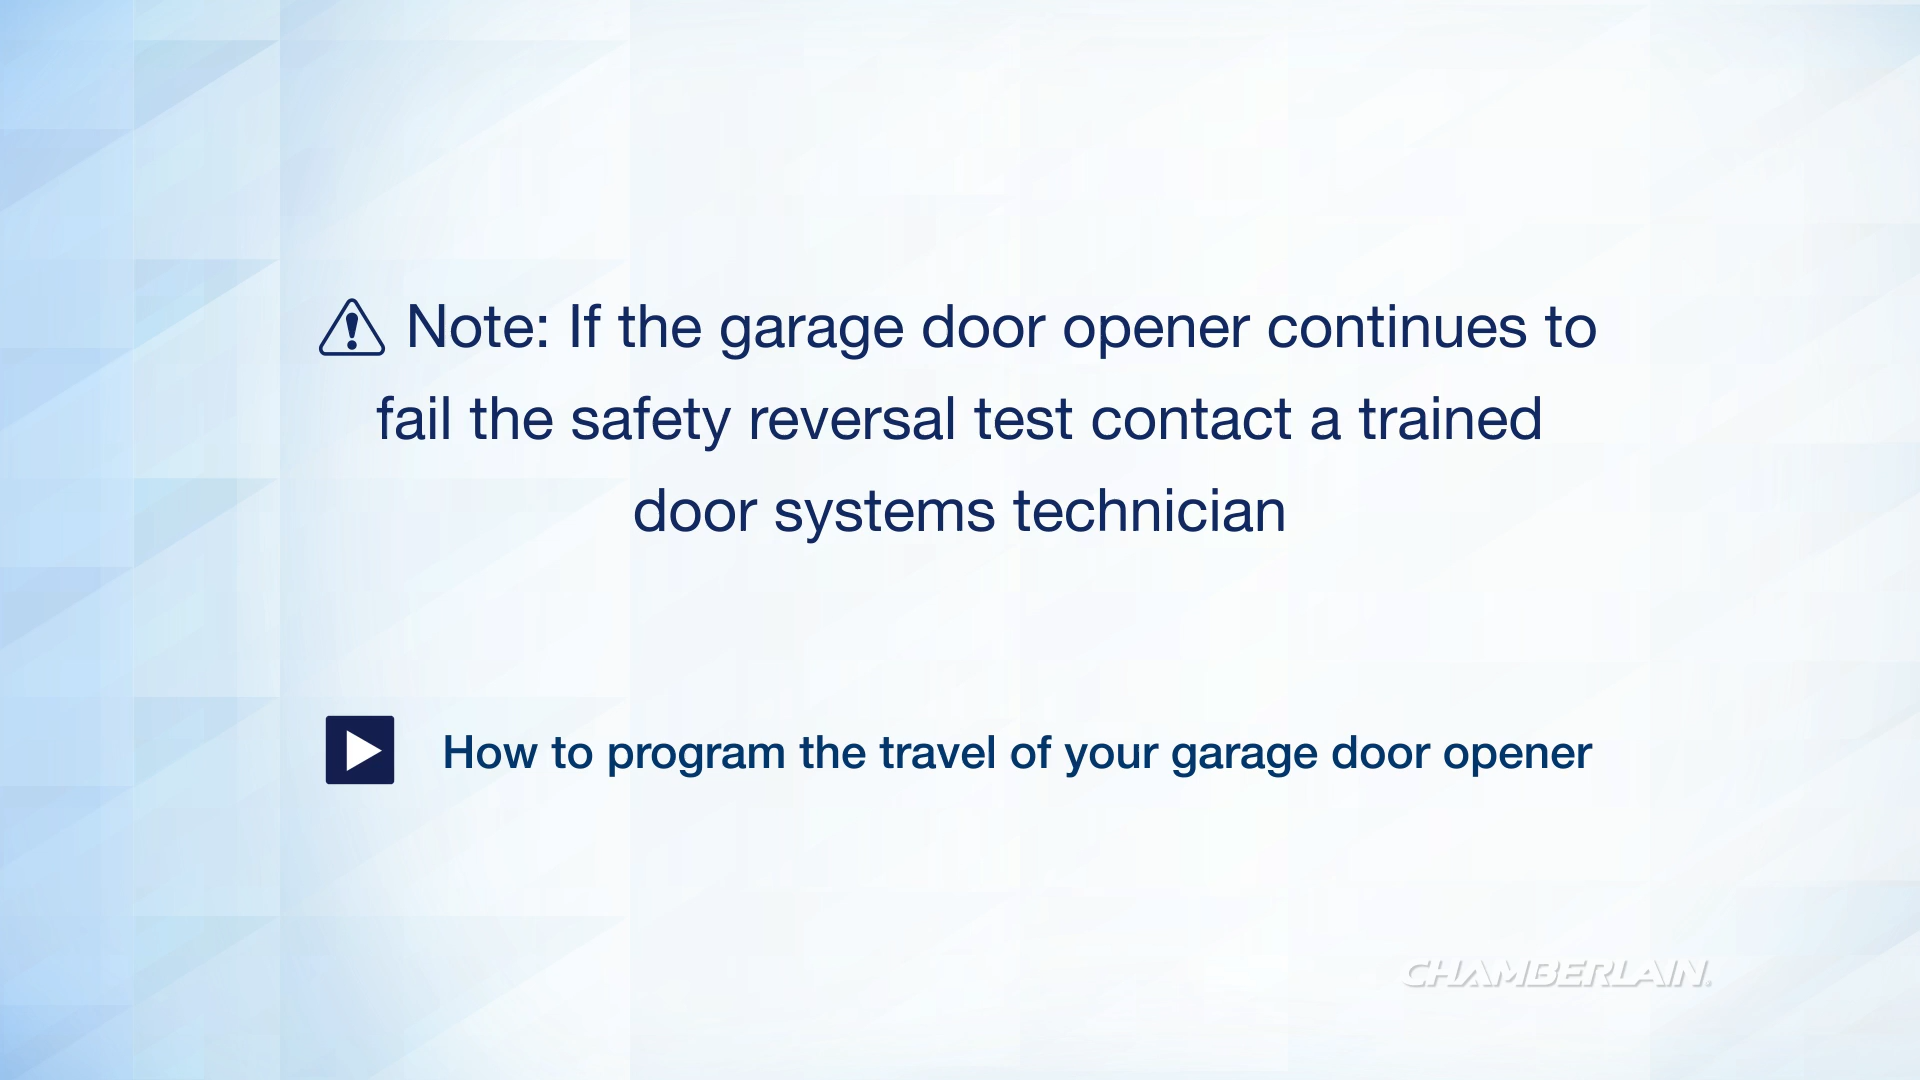 Note: If the garage door opener continues to
fail the safety reversal test contact a trained
door systems technician
How to program the travel of your garage door opener
CHAMBERLAIN®